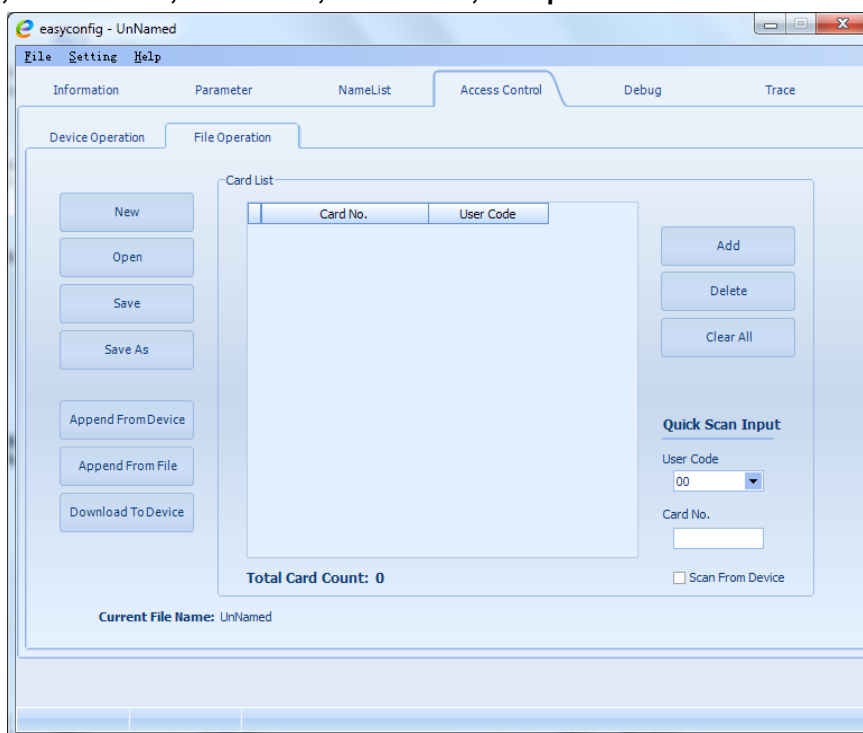 easyconfig - UnNamed
File Setting Help
Information Parameter NameList Access Control Debug Trace
Device Operation File Operation
Card List
New
Card No. User Code
Open
Save
Save As
Add
Delete
Clear All
Append From Device
Append From File
Download To Device
Quick Scan Input
User Code
00
Card No.
Scan From Device
Total Card Count: 0
Current File Name: UnNamed